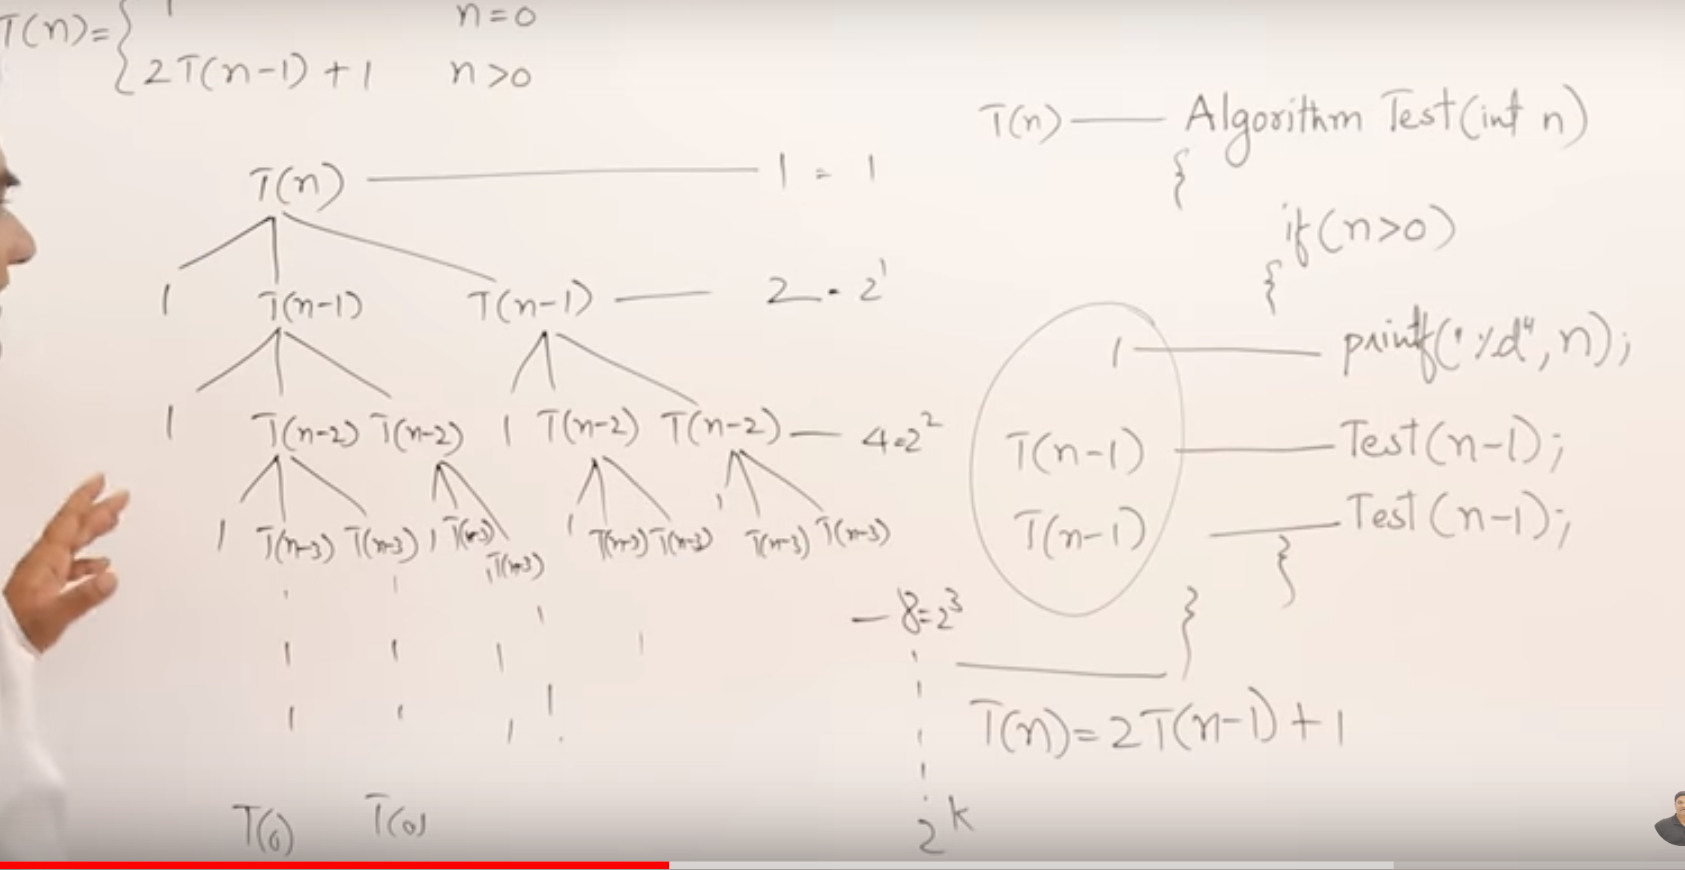 T(n)= { 1 n=0
2T(n-1)+1 n>0
T(n) — 1 = 1
1 T(n-1) T(n-1) — 2 = 2^1
1 T(n-2) T(n-2) 1 T(n-2) T(n-2) — 4=2^2
1 T(n-3) T(n-3) 1 T(n-3) T(n-3) 1 T(n-3) T(n-3) 1 T(n-3) T(n-3)
— 8=2^3
2^k
T(0) T(0)
T(n) — Algorithm Test(int n)
{
if(n>0)
{
1 — printf("%d", n);
T(n-1) — Test(n-1);
T(n-1) — Test(n-1);
}
}
T(n)=2T(n-1)+1